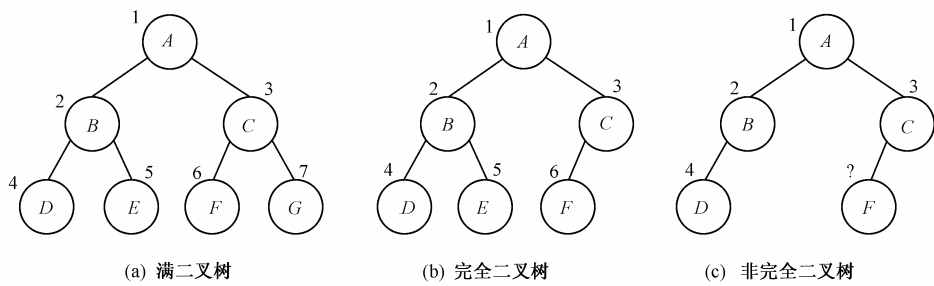 1 A 1 A 1 A
2 B 3 C 2 B 3 C 2 B 3 C
4 D 5 E 6 F 7 G 4 D 5 E 6 F 4 D ? F
(a) 满二叉树 (b) 完全二叉树 (c) 非完全二叉树